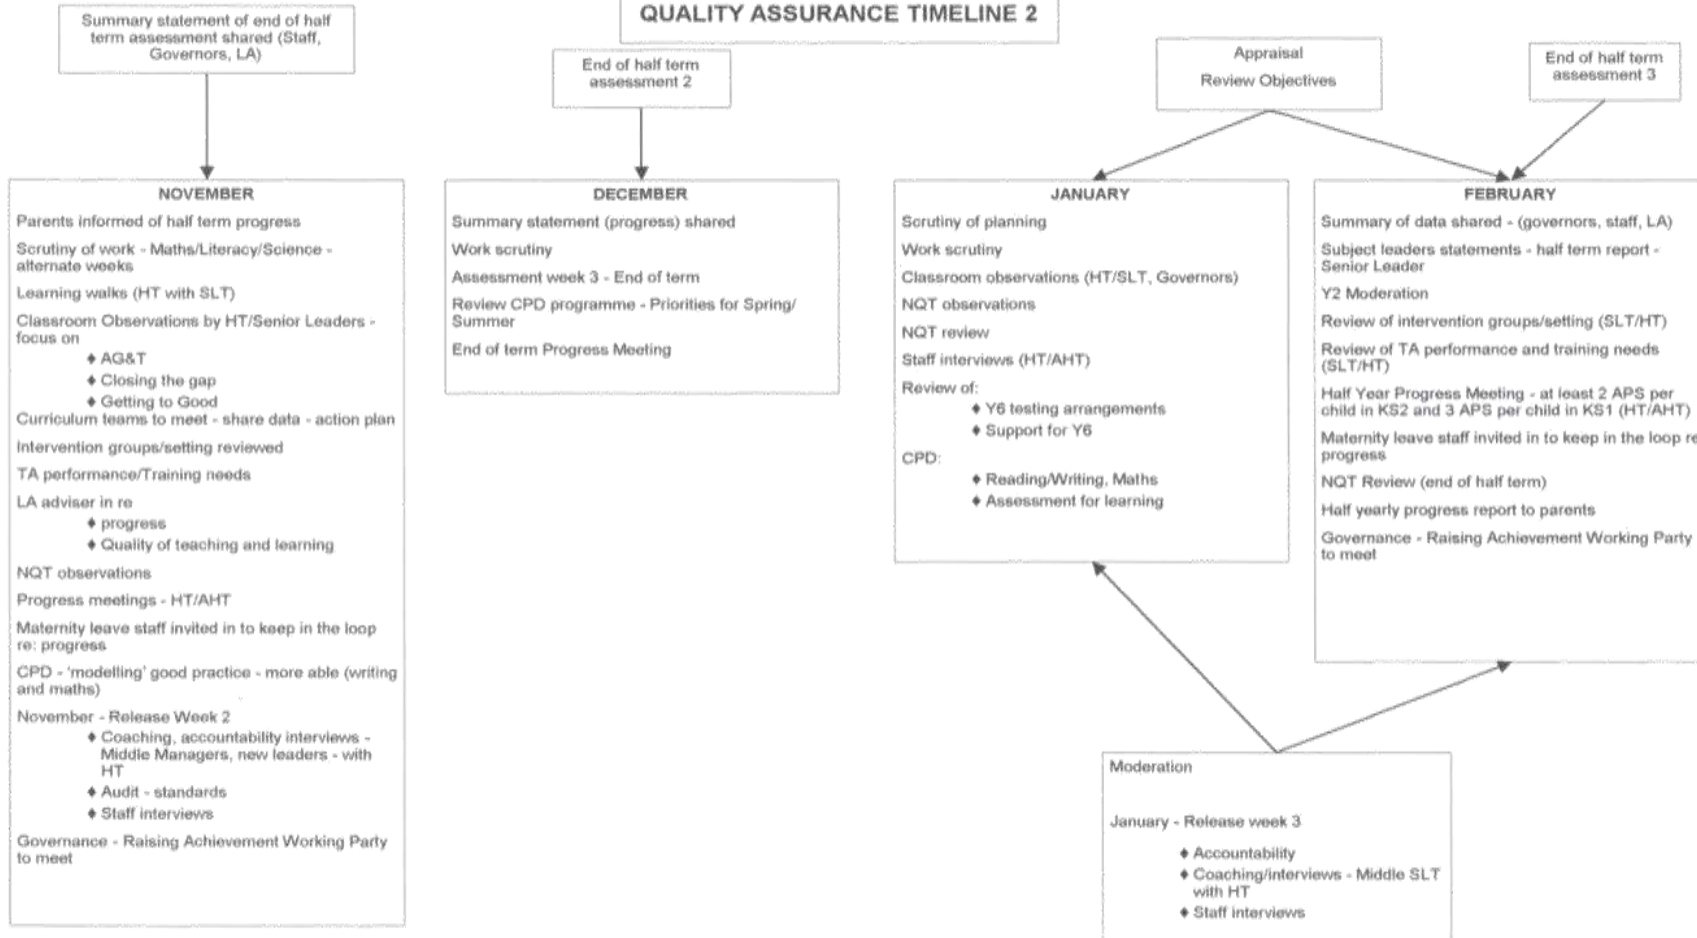 QUALITY ASSURANCE TIMELINE 2
Summary statement of end of half
term assessment shared (Staff,
Governors, LA)
End of half term
assessment 2
Appraisal
Review Objectives
End of half term
assessment 3
NOVEMBER
Parents informed of half term progress
Scrutiny of work - Maths/Literacy/Science -
alternate weeks
Learning walks (HT with SLT)
Classroom Observations by HT/Senior Leaders -
focus on
♦ AG&T
♦ Closing the gap
♦ Getting to Good
Curriculum teams to meet - share data - action plan
Intervention groups/setting reviewed
TA performance/Training needs
LA adviser in re
♦ progress
♦ Quality of teaching and learning
NQT observations
Progress meetings - HT/AHT
Maternity leave staff invited in to keep in the loop
re: progress
CPD - 'modelling' good practice - more able (writing
and maths)
November - Release Week 2
♦ Coaching, accountability interviews -
Middle Managers, new leaders - with
HT
♦ Audit - standards
♦ Staff interviews
Governance - Raising Achievement Working Party
to meet
DECEMBER
Summary statement (progress) shared
Work scrutiny
Assessment week 3 - End of term
Review CPD programme - Priorities for Spring/
Summer
End of term Progress Meeting
JANUARY
Scrutiny of planning
Work scrutiny
Classroom observations (HT/SLT, Governors)
NQT observations
NQT review
Staff interviews (HT/AHT)
Review of:
♦ Y6 testing arrangements
♦ Support for Y6
CPD:
♦ Reading/Writing, Maths
♦ Assessment for learning
FEBRUARY
Summary of data shared - (governors, staff, LA)
Subject leaders statements - half term report -
Senior Leader
Y2 Moderation
Review of intervention groups/setting (SLT/HT)
Review of TA performance and training needs
(SLT/HT)
Half Year Progress Meeting - at least 2 APS per
child in KS2 and 3 APS per child in KS1 (HT/AHT)
Maternity leave staff invited in to keep in the loop re
progress
NQT Review (end of half term)
Half yearly progress report to parents
Governance - Raising Achievement Working Party
to meet
Moderation
January - Release week 3
♦ Accountability
♦ Coaching/interviews - Middle SLT
with HT
♦ Staff interviews